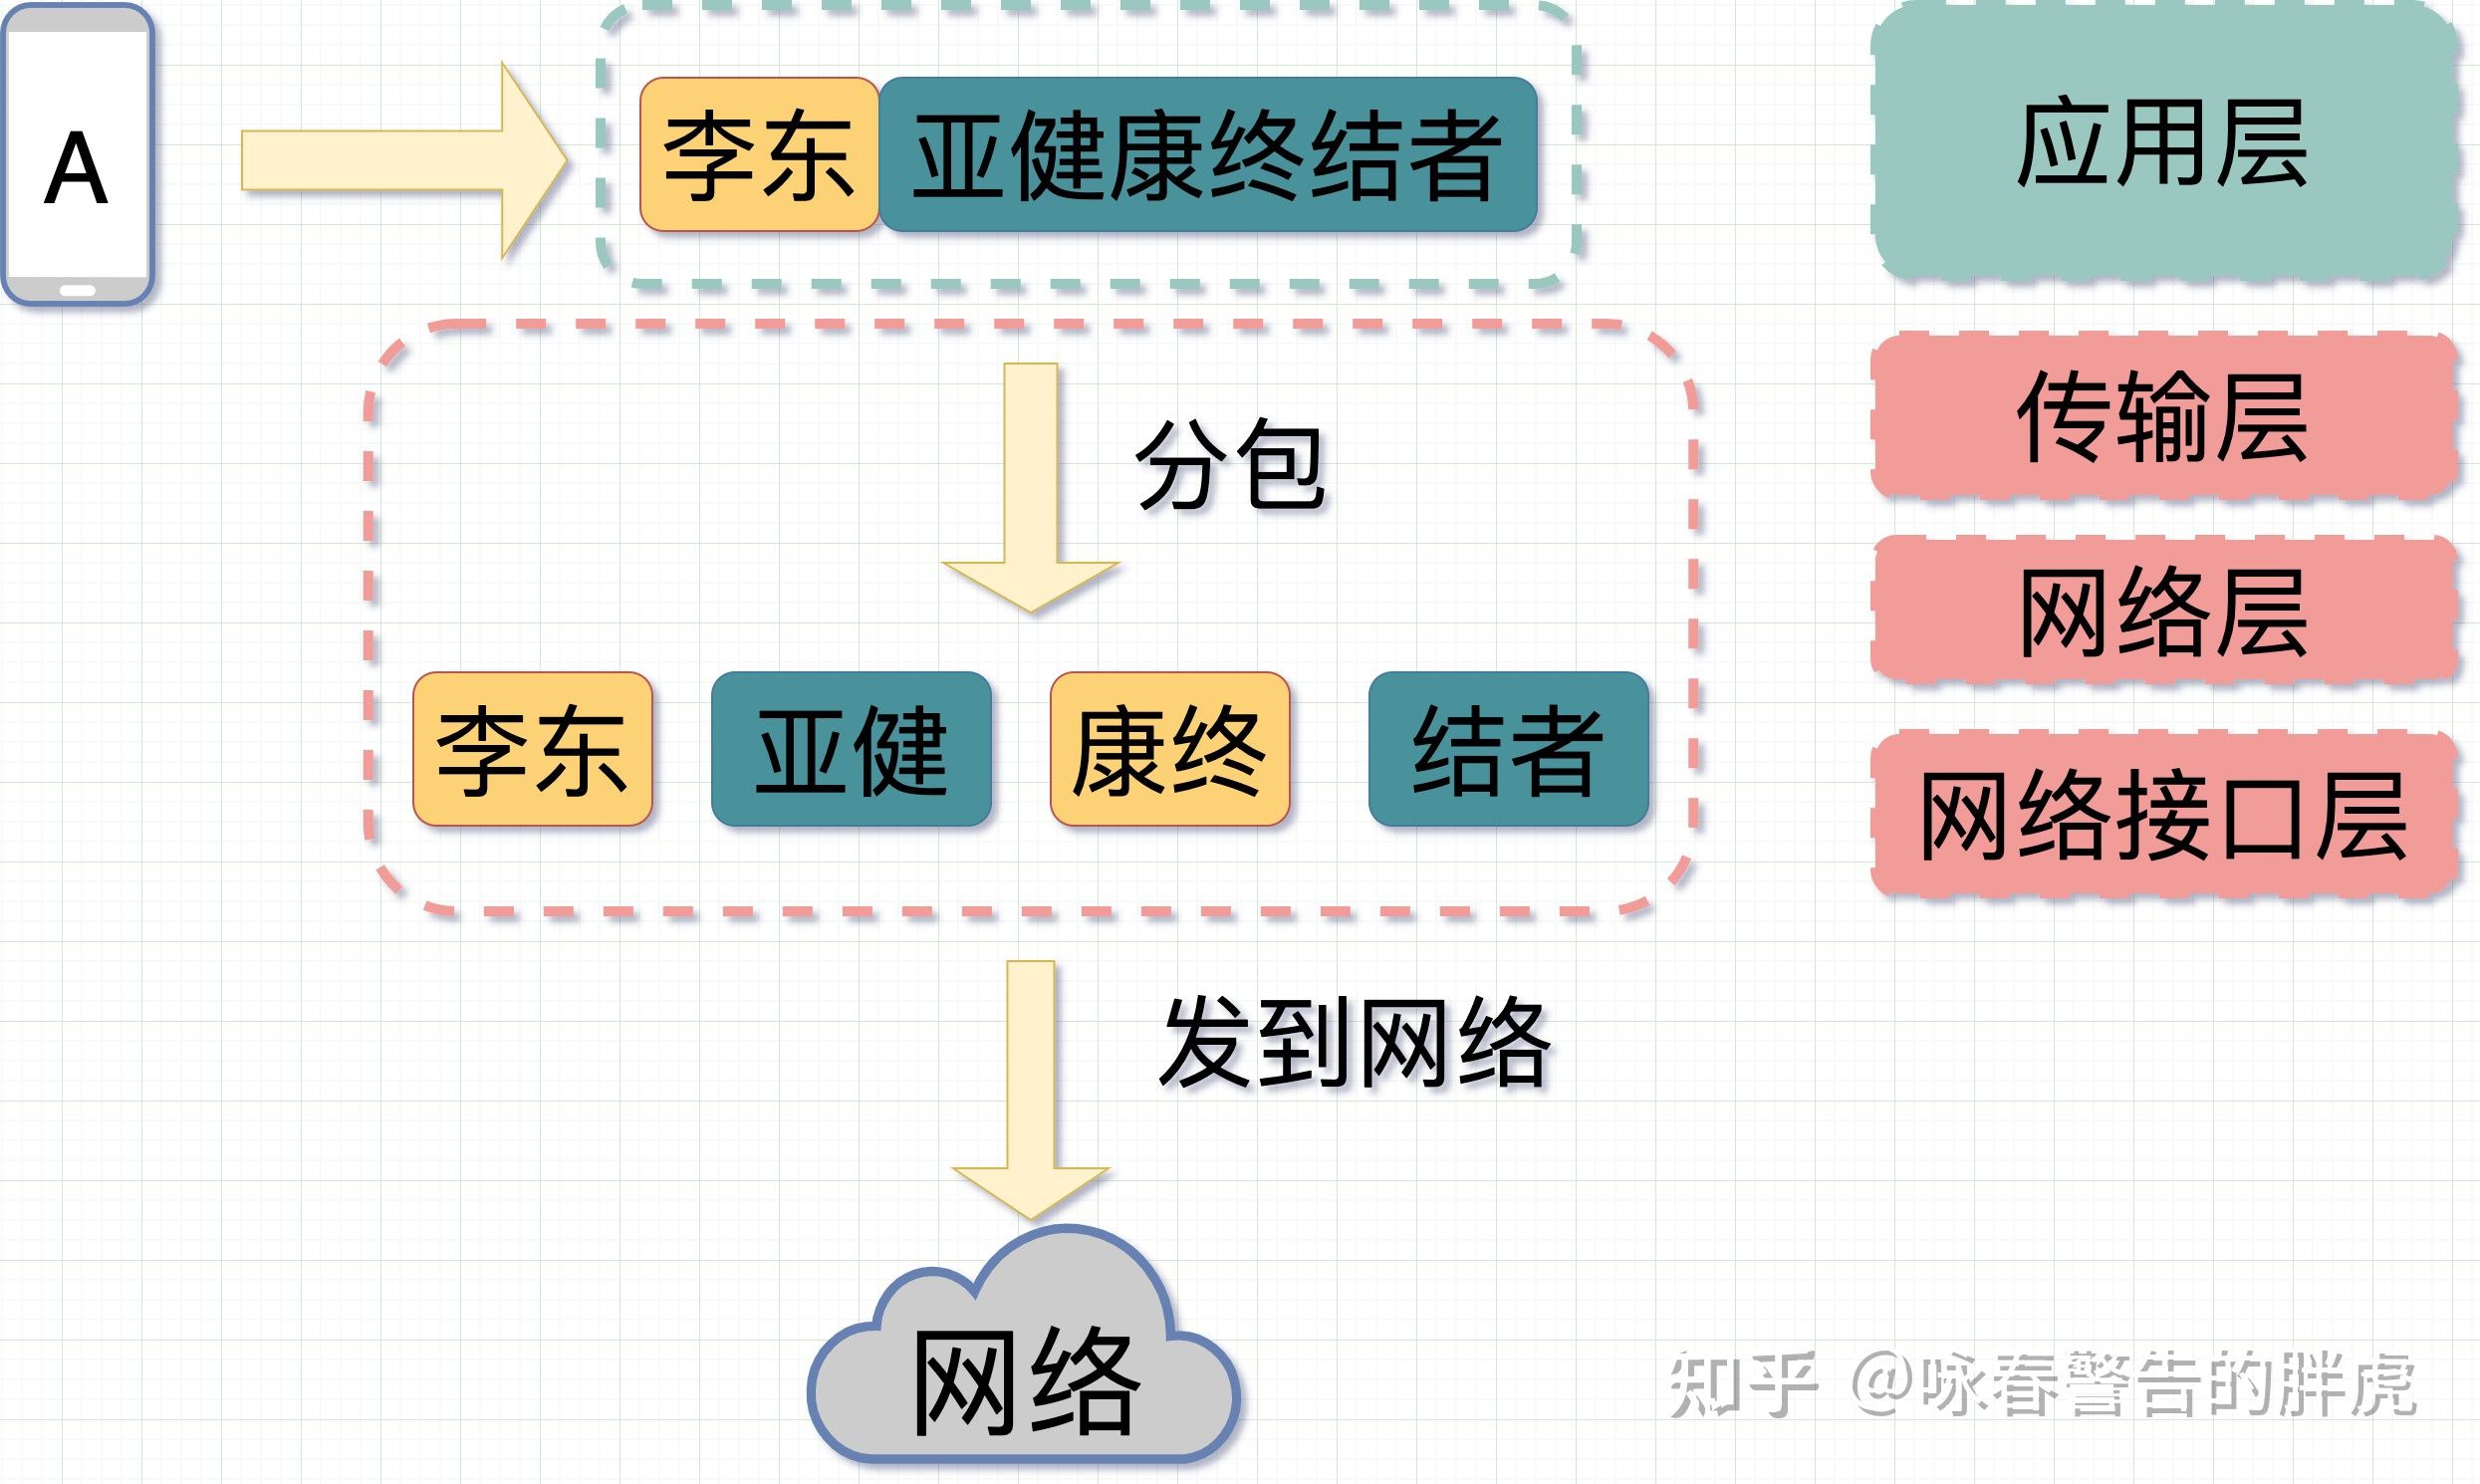 A
李东 亚健康终结者
应用层
分包
传输层
网络层
李东 亚健 康终 结者
网络接口层
发到网络
网络
知乎 @咏春警告的胖虎